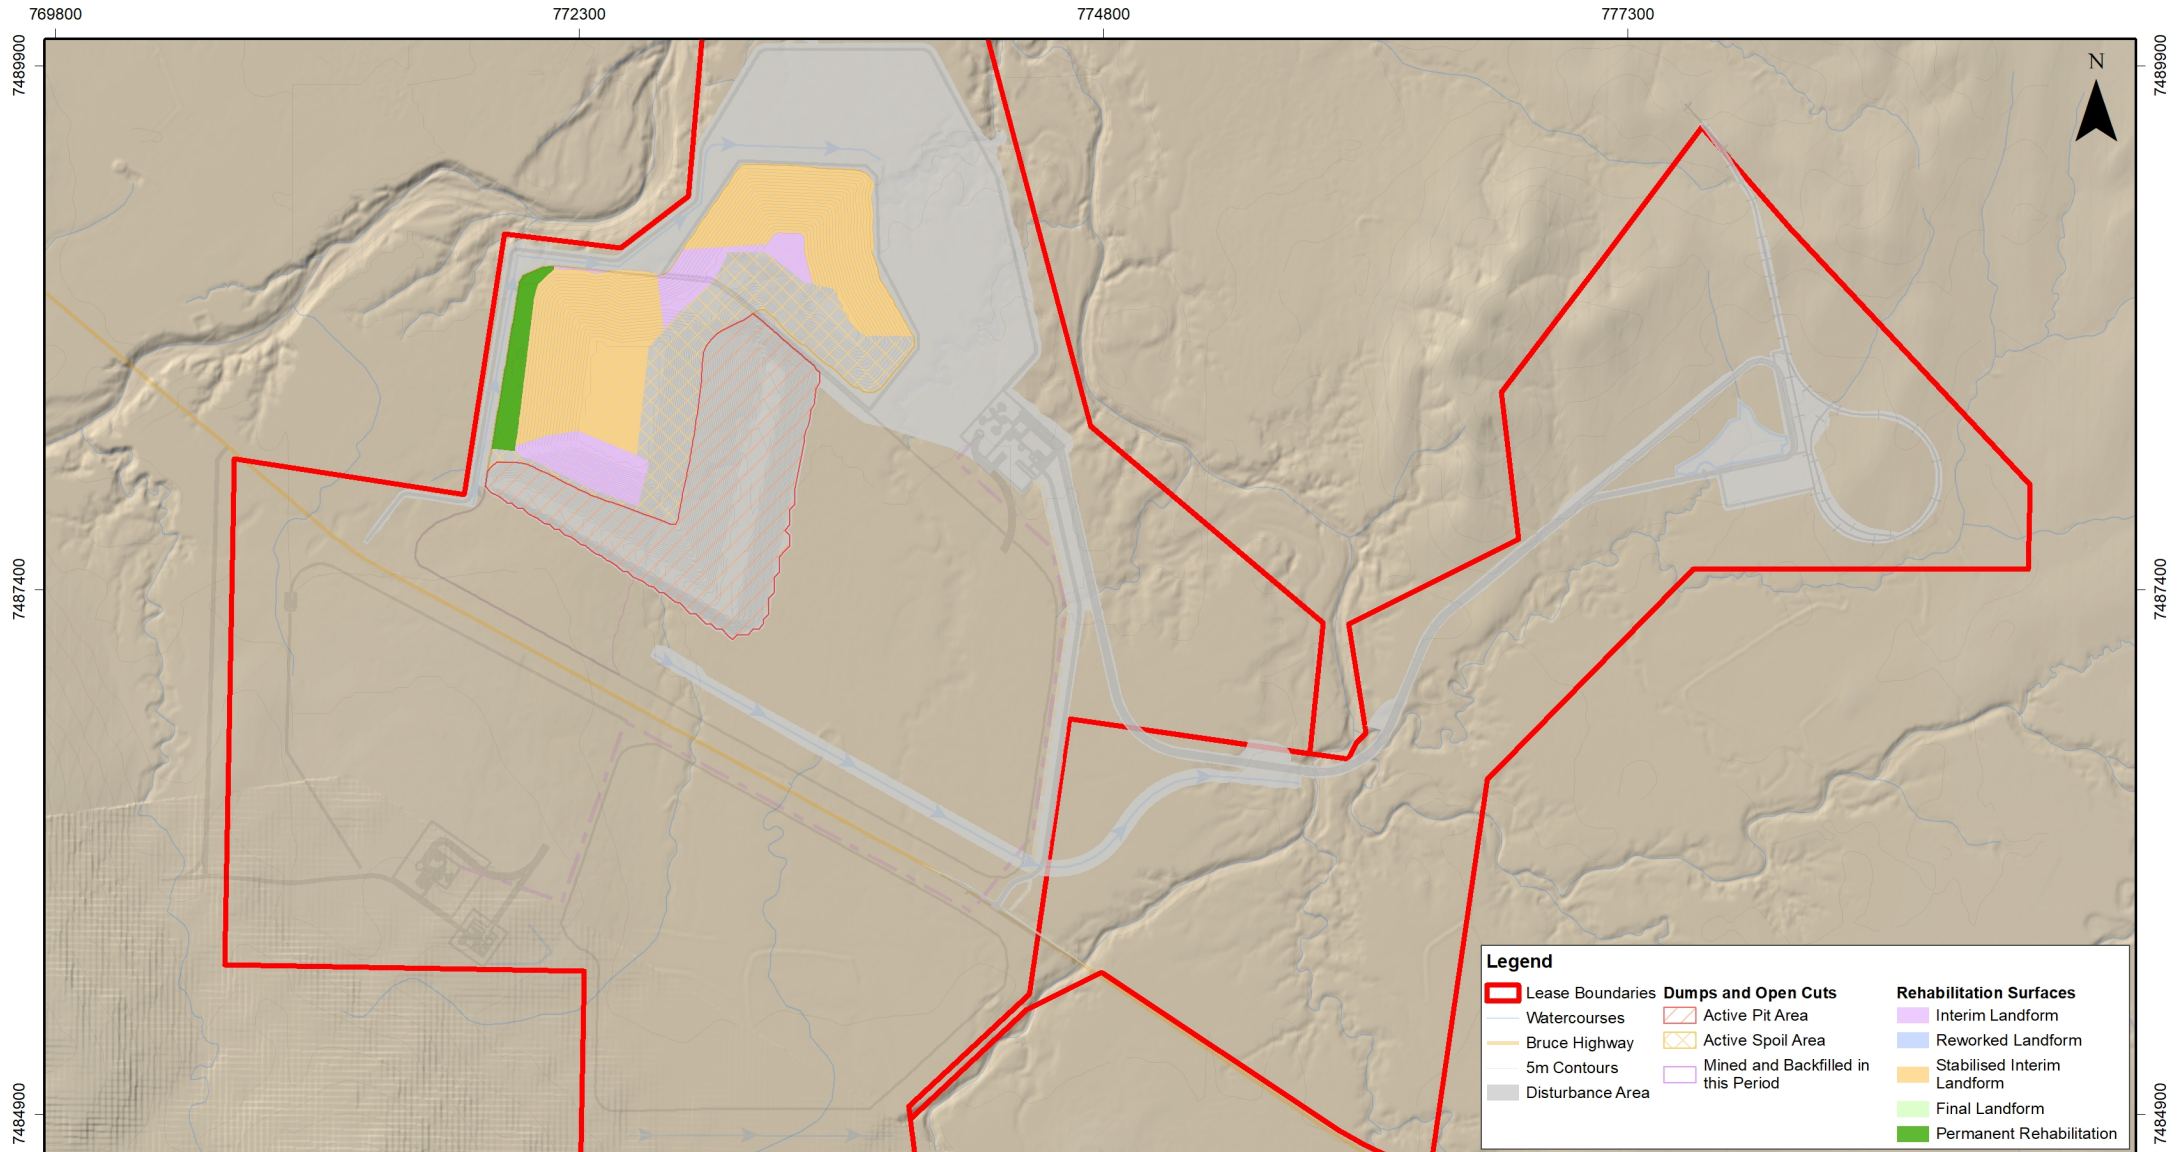 769800 772300 774800 777300
7489900 7489900
N
7487400 7487400
7484900 7484900
Legend
Lease Boundaries
Watercourses
Bruce Highway
5m Contours
Disturbance Area
Dumps and Open Cuts
Active Pit Area
Active Spoil Area
Mined and Backfilled in
this Period
Rehabilitation Surfaces
Interim Landform
Reworked Landform
Stabilised Interim
Landform
Final Landform
Permanent Rehabilitation